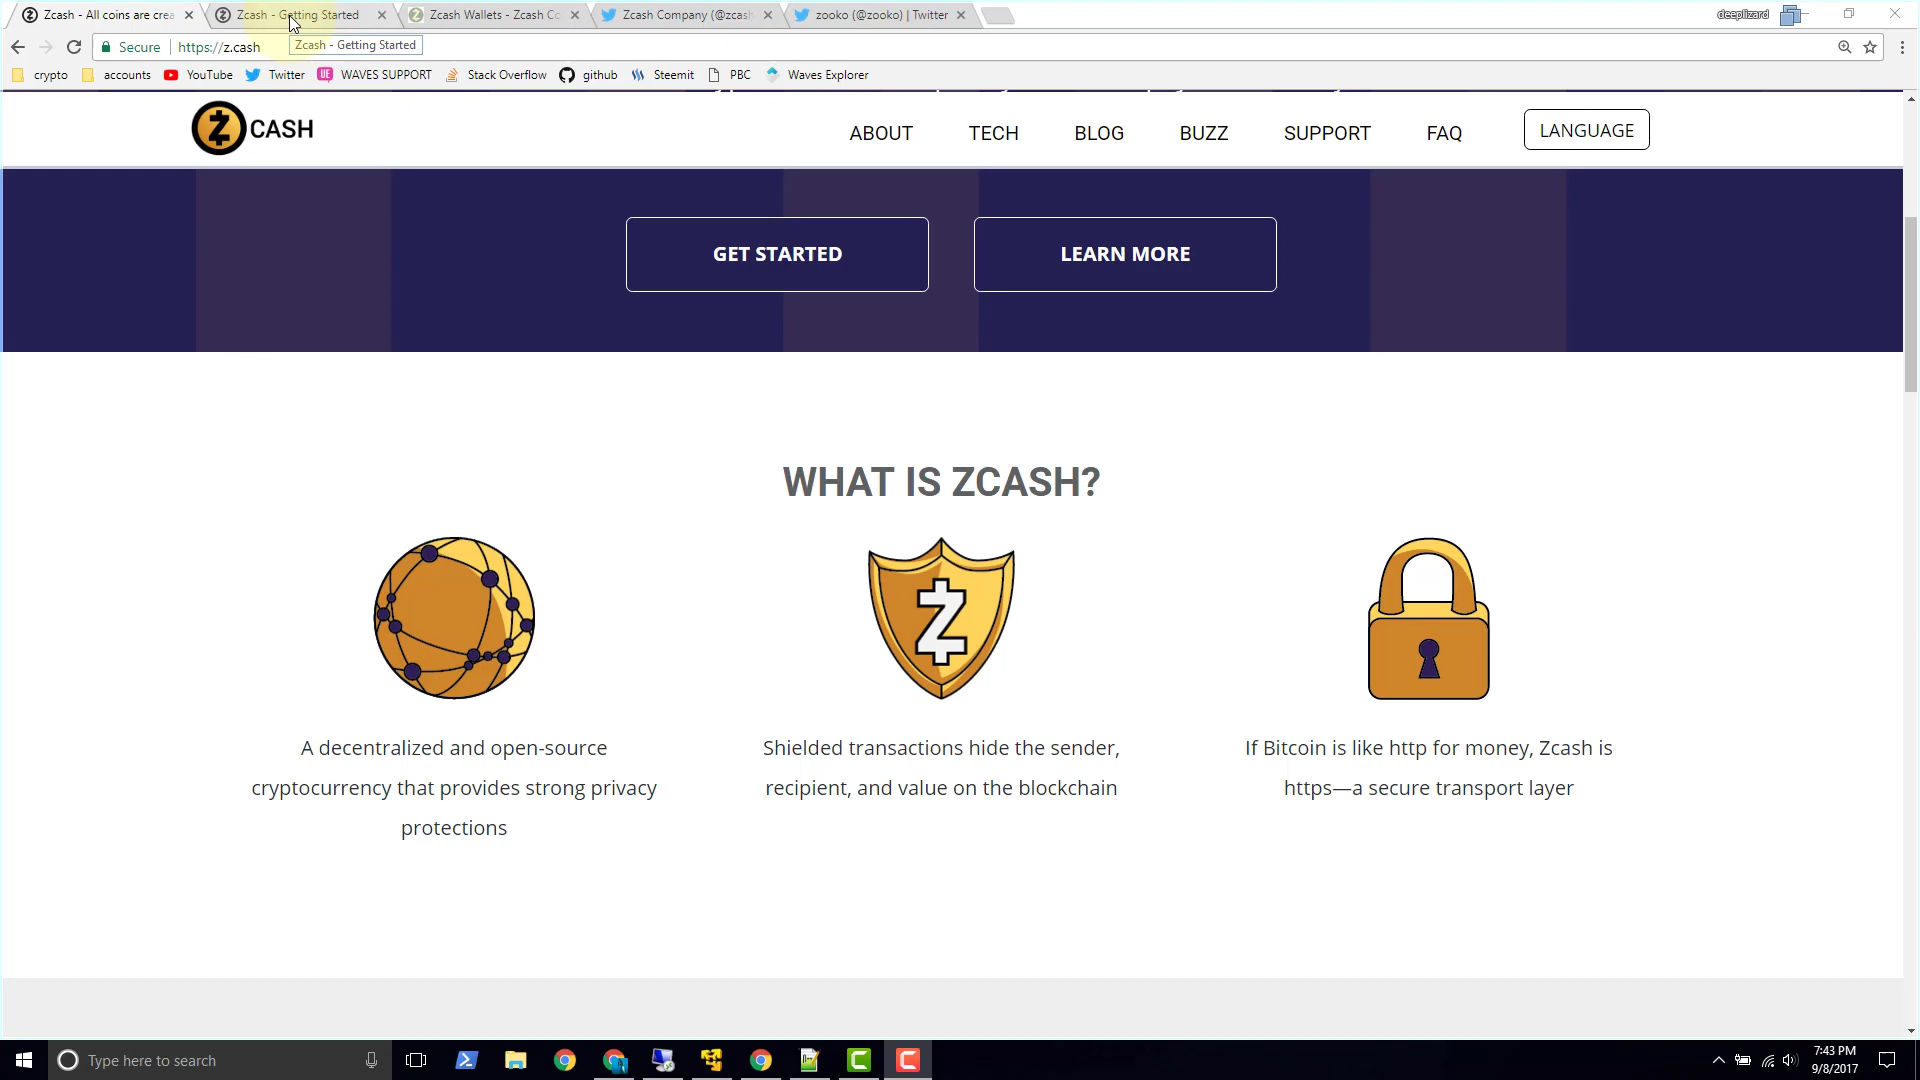 Zcash - All coins are crea
Zcash - Getting Started
Zcash Wallets - Zcash Co
Zcash Company (@zcash
zooko (@zooko) | Twitter
deeplizard
Secure
https://z.cash
Zcash - Getting Started
crypto
accounts
YouTube
Twitter
UE
WAVES SUPPORT
Stack Overflow
github
Steemit
PBC
Waves Explorer
CASH
ABOUT
TECH
BLOG
BUZZ
SUPPORT
FAQ
LANGUAGE
GET STARTED
LEARN MORE
WHAT IS ZCASH?
A decentralized and open-source
cryptocurrency that provides strong privacy
protections
Shielded transactions hide the sender,
recipient, and value on the blockchain
If Bitcoin is like http for money, Zcash is
https—a secure transport layer
Type here to search
7:43 PM
9/8/2017